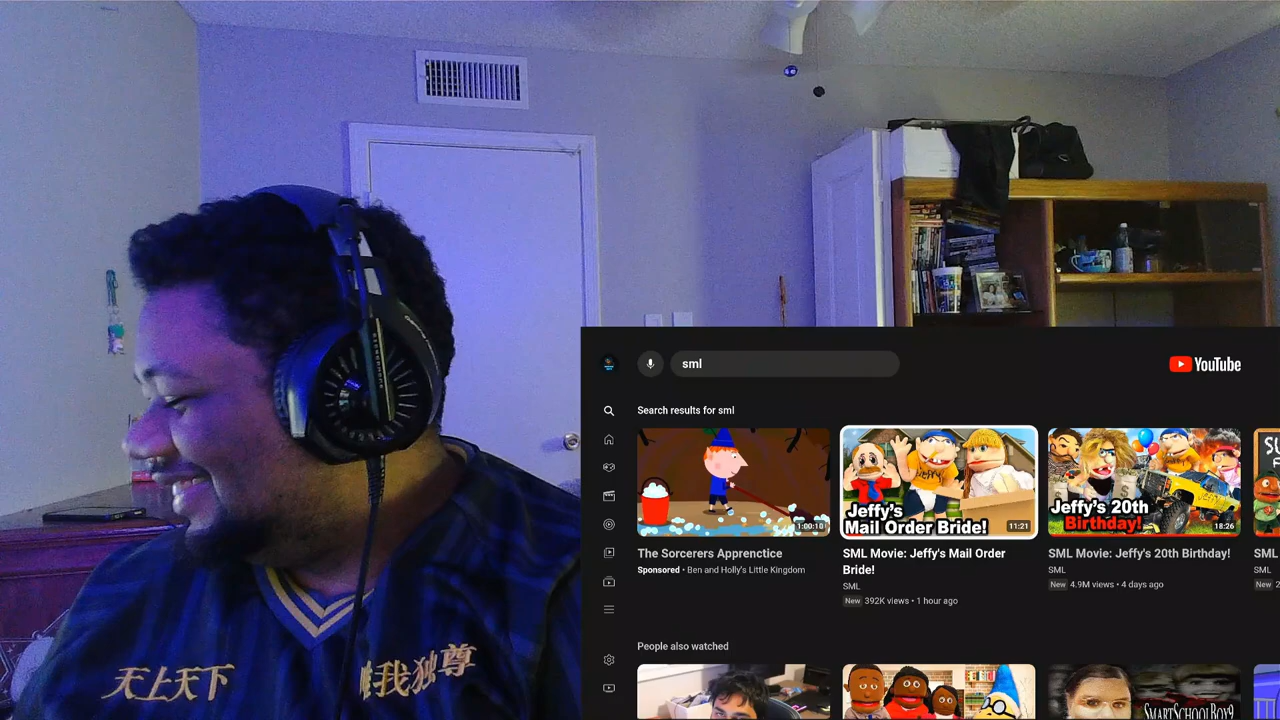 天上天下
唯我独尊
sml
YouTube
Search results for sml
1:00:10
Jeffy's
Mail Order Bride!
11:21
Jeffy's 20th
Birthday!
18:26
The Sorcerers Apprenctice
Sponsored • Ben and Holly's Little Kingdom
SML Movie: Jeffy's Mail Order
Bride!
SML
New 392K views • 1 hour ago
SML Movie: Jeffy's 20th Birthday!
SML
New 4.9M views • 4 days ago
SML
SML
New
People also watched
SMARTSCHOOLBOY9